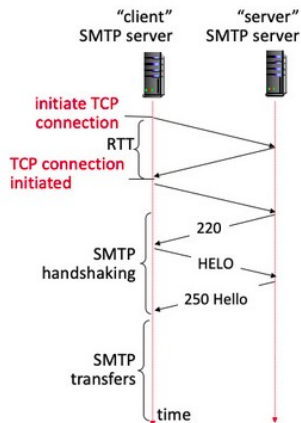 “client”
SMTP server
“server”
SMTP server
initiate TCP
connection
RTT
TCP connection
initiated
220
SMTP
handshaking
HELO
250 Hello
SMTP
transfers
time